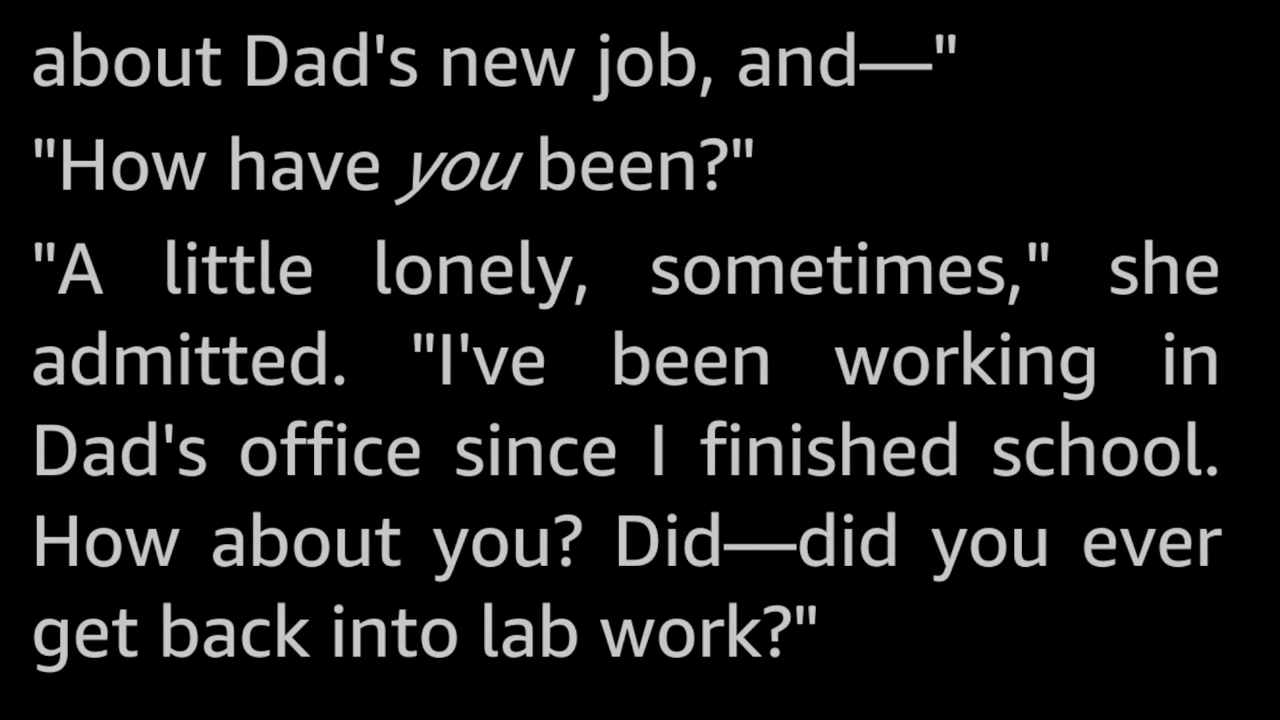 about Dad's new job, and—"
"How have you been?"
"A little lonely, sometimes," she
admitted. "I've been working in
Dad's office since I finished school.
How about you? Did—did you ever
get back into lab work?"